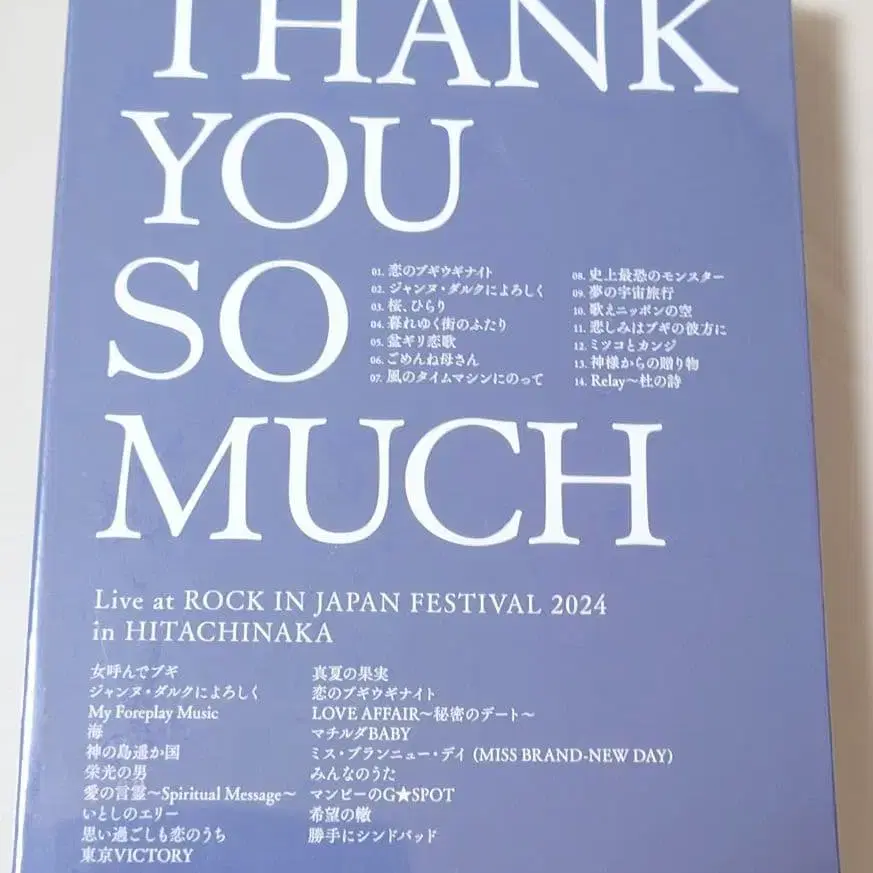 THANK
YOU
SO
MUCH
01. 恋のブギウギナイト
02. ジャンヌ・ダルクによろしく
03. 桜、ひらり
04. 暮れゆく街のふたり
05. 盆ギリ恋歌
06. ごめんね母さん
07. 風のタイムマシンにのって
08. 史上最恐のモンスター
09. 夢の宇宙旅行
10. 歌えニッポンの空
11. 悲しみはブギの彼方に
12. ミツコとカンジ
13. 神様からの贈り物
14. Relay〜杜の詩
Live at ROCK IN JAPAN FESTIVAL 2024
in HITACHINAKA
女呼んでブギ
ジャンヌ・ダルクによろしく
My Foreplay Music
海
神の島遥か国
栄光の男
愛の言霊〜Spiritual Message〜
いとしのエリー
思い過ごしも恋のうち
東京VICTORY
真夏の果実
恋のブギウギナイト
LOVE AFFAIR〜秘密のデート〜
マチルダBABY
ミス・ブランニュー・デイ (MISS BRAND-NEW DAY)
みんなのうた
マンピーのG★SPOT
希望の轍
勝手にシンドバッド